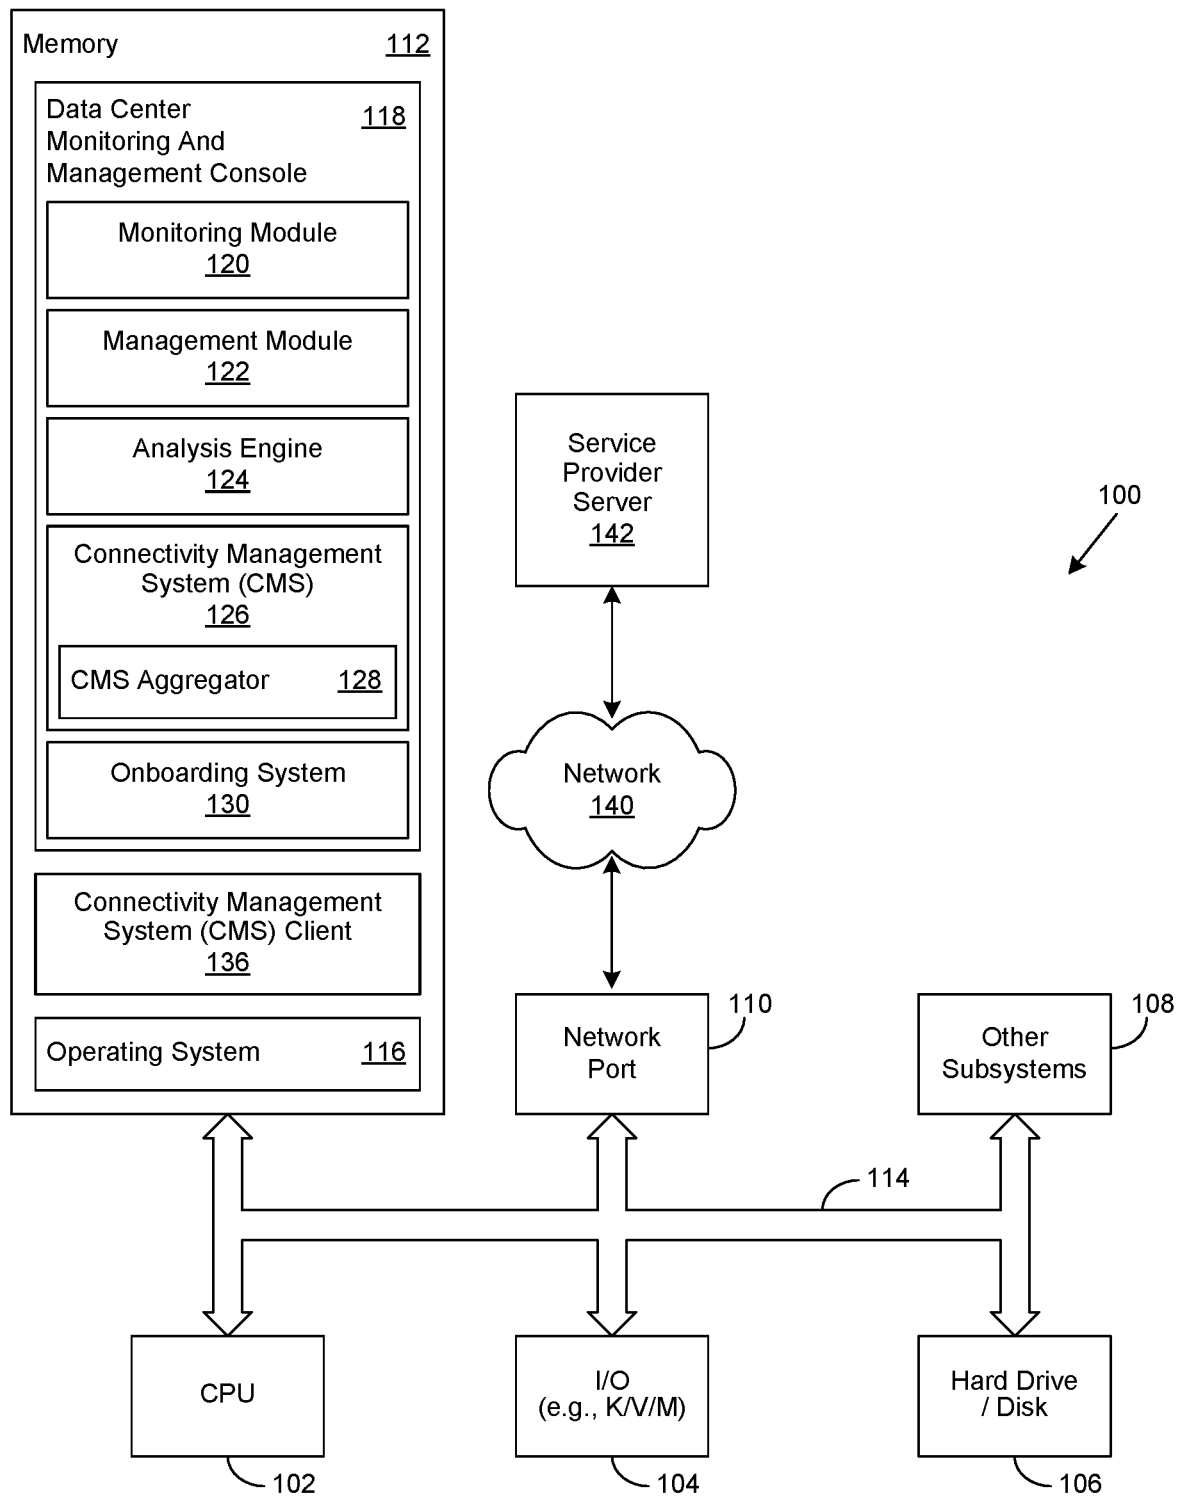 Memory 112
Data Center 118
Monitoring And
Management Console
Monitoring Module
120
Management Module
122
Analysis Engine
124
Connectivity Management
System (CMS)
126
CMS Aggregator 128
Onboarding System
130
Connectivity Management
System (CMS) Client
136
Operating System 116
Service
Provider
Server
142
100
Network
140
Network
Port
110
Other
Subsystems
108
114
CPU
102
I/O
(e.g., K/V/M)
104
Hard Drive
/ Disk
106